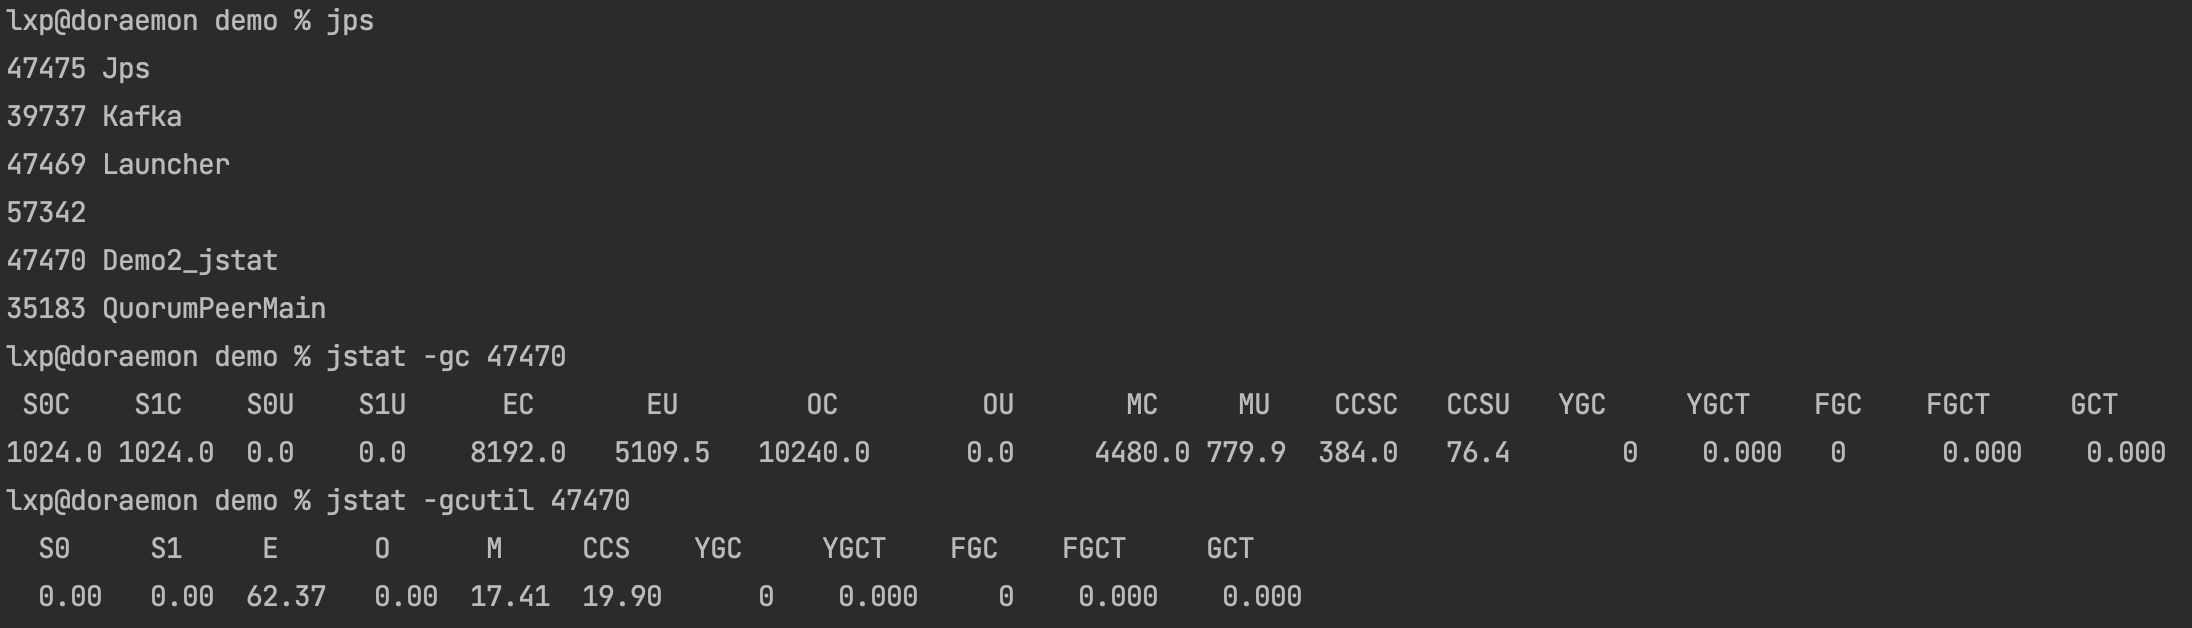 lxp@doraemon demo % jps
47475 Jps
39737 Kafka
47469 Launcher
57342
47470 Demo2_jstat
35183 QuorumPeerMain
lxp@doraemon demo % jstat -gc 47470
S0C S1C S0U S1U EC EU OC OU MC MU CCSC CCSU YGC YGCT FGC FGCT GCT
1024.0 1024.0 0.0 0.0 8192.0 5109.5 10240.0 0.0 4480.0 779.9 384.0 76.4 0 0.000 0 0.000 0.000
lxp@doraemon demo % jstat -gcutil 47470
S0 S1 E O M CCS YGC YGCT FGC FGCT GCT
0.00 0.00 62.37 0.00 17.41 19.90 0 0.000 0 0.000 0.000